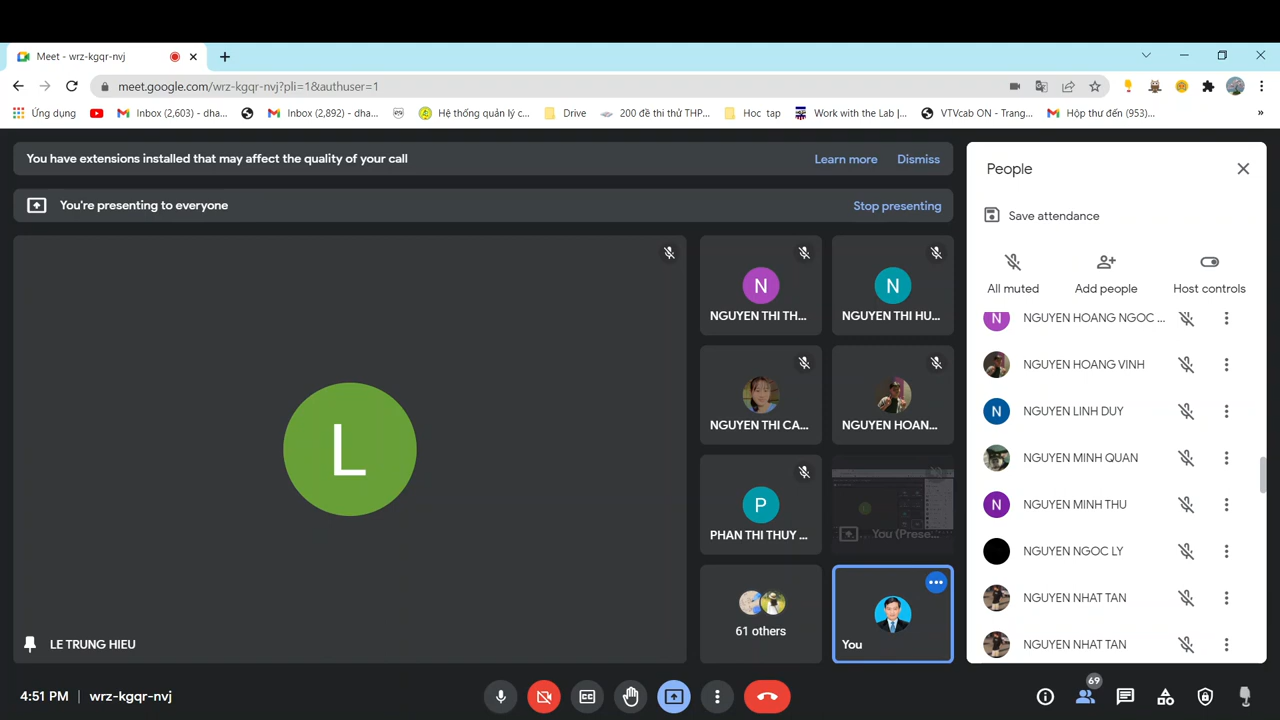 Meet - wrz-kgqr-nvj
meet.google.com/wrz-kgqr-nvj?pli=1&authuser=1
Ứng dụng
Inbox (2,603) - dha...
Inbox (2,892) - dha...
Hệ thống quản lý c...
Drive
200 đề thi thử THP...
Hoc tap
Work with the Lab |...
VTVcab ON - Trang...
Hộp thư đến (953)...
»
You have extensions installed that may affect the quality of your call
Learn more
Dismiss
You're presenting to everyone
Stop presenting
L
LE TRUNG HIEU
N
NGUYEN THI TH...
N
NGUYEN THI HU...
NGUYEN THI CA...
NGUYEN HOAN...
P
PHAN THI THUY ...
You (Prese...
61 others
You
People
Save attendance
All muted
Add people
Host controls
N
NGUYEN HOANG NGOC ...
NGUYEN HOANG VINH
N
NGUYEN LINH DUY
NGUYEN MINH QUAN
N
NGUYEN MINH THU
NGUYEN NGOC LY
NGUYEN NHAT TAN
NGUYEN NHAT TAN
4:51 PM
wrz-kgqr-nvj
69